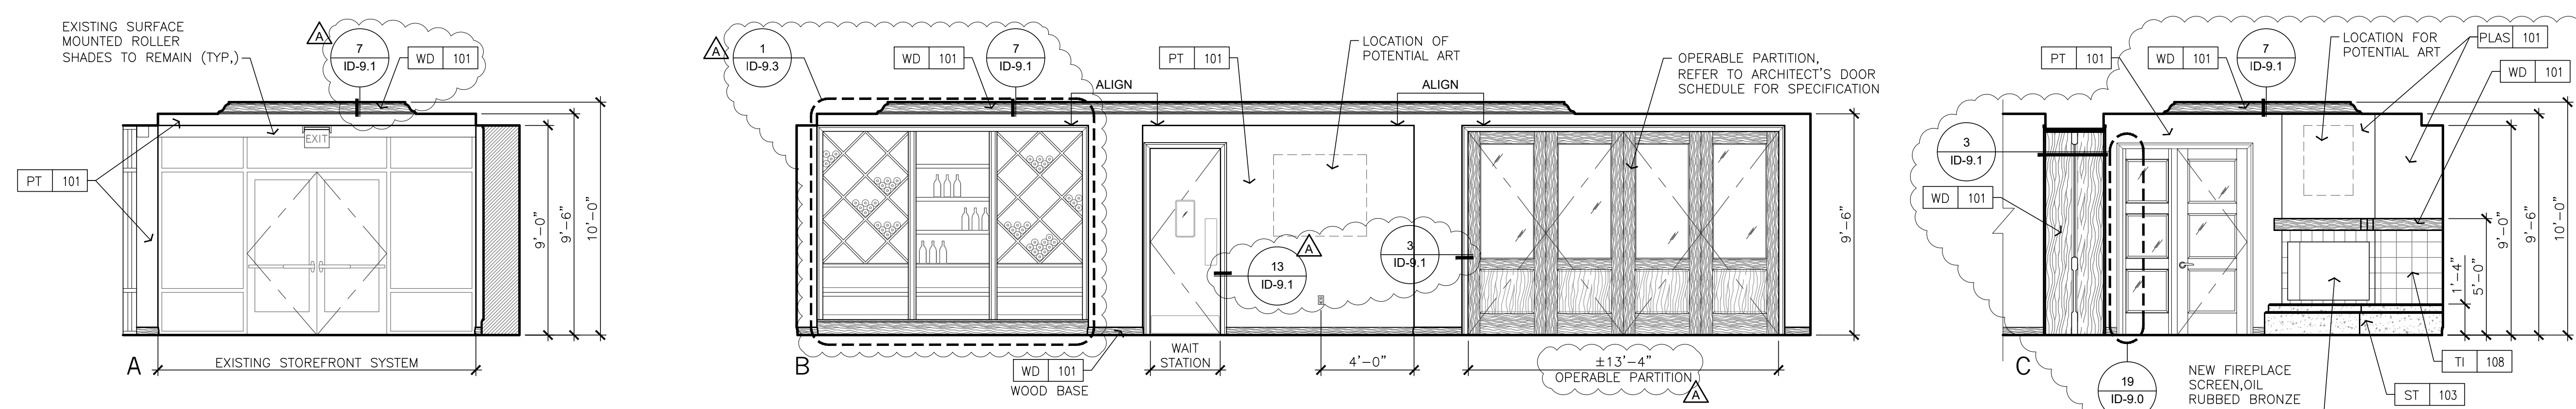 EXISTING SURFACE
MOUNTED ROLLER
SHADES TO REMAIN (TYP,)
A
7
ID-9.1
WD 101
EXIT
PT 101
9'-0"
9'-6"
10'-0"
A
EXISTING STOREFRONT SYSTEM
A
1
ID-9.3
WD 101
7
ID-9.1
ALIGN
PT 101
LOCATION OF
POTENTIAL ART
ALIGN
OPERABLE PARTITION,
REFER TO ARCHITECT'S DOOR
SCHEDULE FOR SPECIFICATION
13
ID-9.1
A
3
ID-9.1
9'-6"
B
WD 101
WOOD BASE
WAIT
STATION
4'-0"
±13'-4"
OPERABLE PARTITION
A
PT 101
WD 101
7
ID-9.1
LOCATION FOR
POTENTIAL ART
PLAS 101
WD 101
3
ID-9.1
WD 101
1'-4"
5'-0"
9'-0"
9'-6"
10'-0"
C
19
ID-9.0
NEW FIREPLACE
SCREEN,OIL
RUBBED BRONZE
TI 108
ST 103